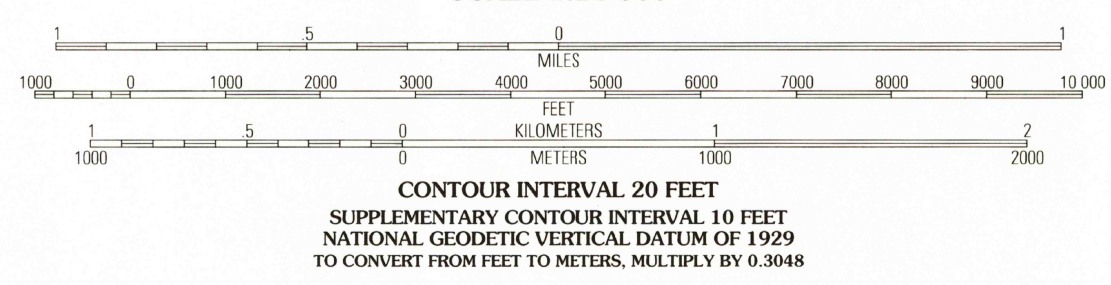 1 .5 0 1
MILES
1000 0 1000 2000 3000 4000 5000 6000 7000 8000 9000 10 000
FEET
1 .5 0 KILOMETERS 1 2
1000 0 METERS 1000 2000
CONTOUR INTERVAL 20 FEET
SUPPLEMENTARY CONTOUR INTERVAL 10 FEET
NATIONAL GEODETIC VERTICAL DATUM OF 1929
TO CONVERT FROM FEET TO METERS, MULTIPLY BY 0.3048